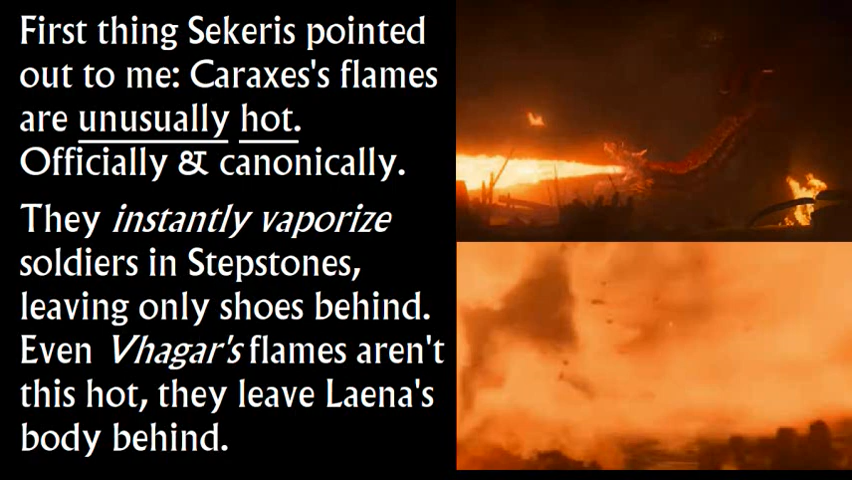 First thing Sekeris pointed
out to me: Caraxes's flames
are unusually hot.
Officially & canonically.
They instantly vaporize
soldiers in Stepstones,
leaving only shoes behind.
Even Vhagar's flames aren't
this hot, they leave Laena's
body behind.